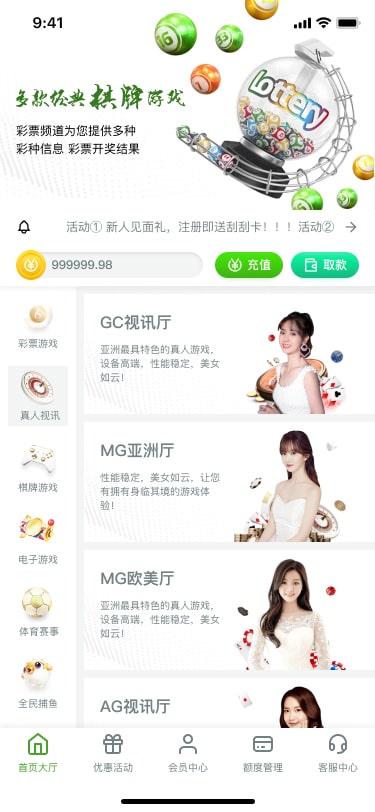 9:41
多款经典棋牌游戏
lottery
彩票频道为您提供多种
彩种信息 彩票开奖结果
活动① 新人见面礼，注册即送刮刮卡！！！ 活动②
999999.98
充值
取款
彩票游戏
真人视讯
棋牌游戏
电子游戏
体育赛事
全民捕鱼
GC视讯厅
亚洲最具特色的真人游戏，
设备高端，性能稳定，美女
如云！
MG亚洲厅
性能稳定，美女如云，让您
有拥有身临其境的游戏体
验！
MG欧美厅
亚洲最具特色的真人游戏，
设备高端，性能稳定，美女
如云！
AG视讯厅
首页大厅
优惠活动
会员中心
额度管理
客服中心